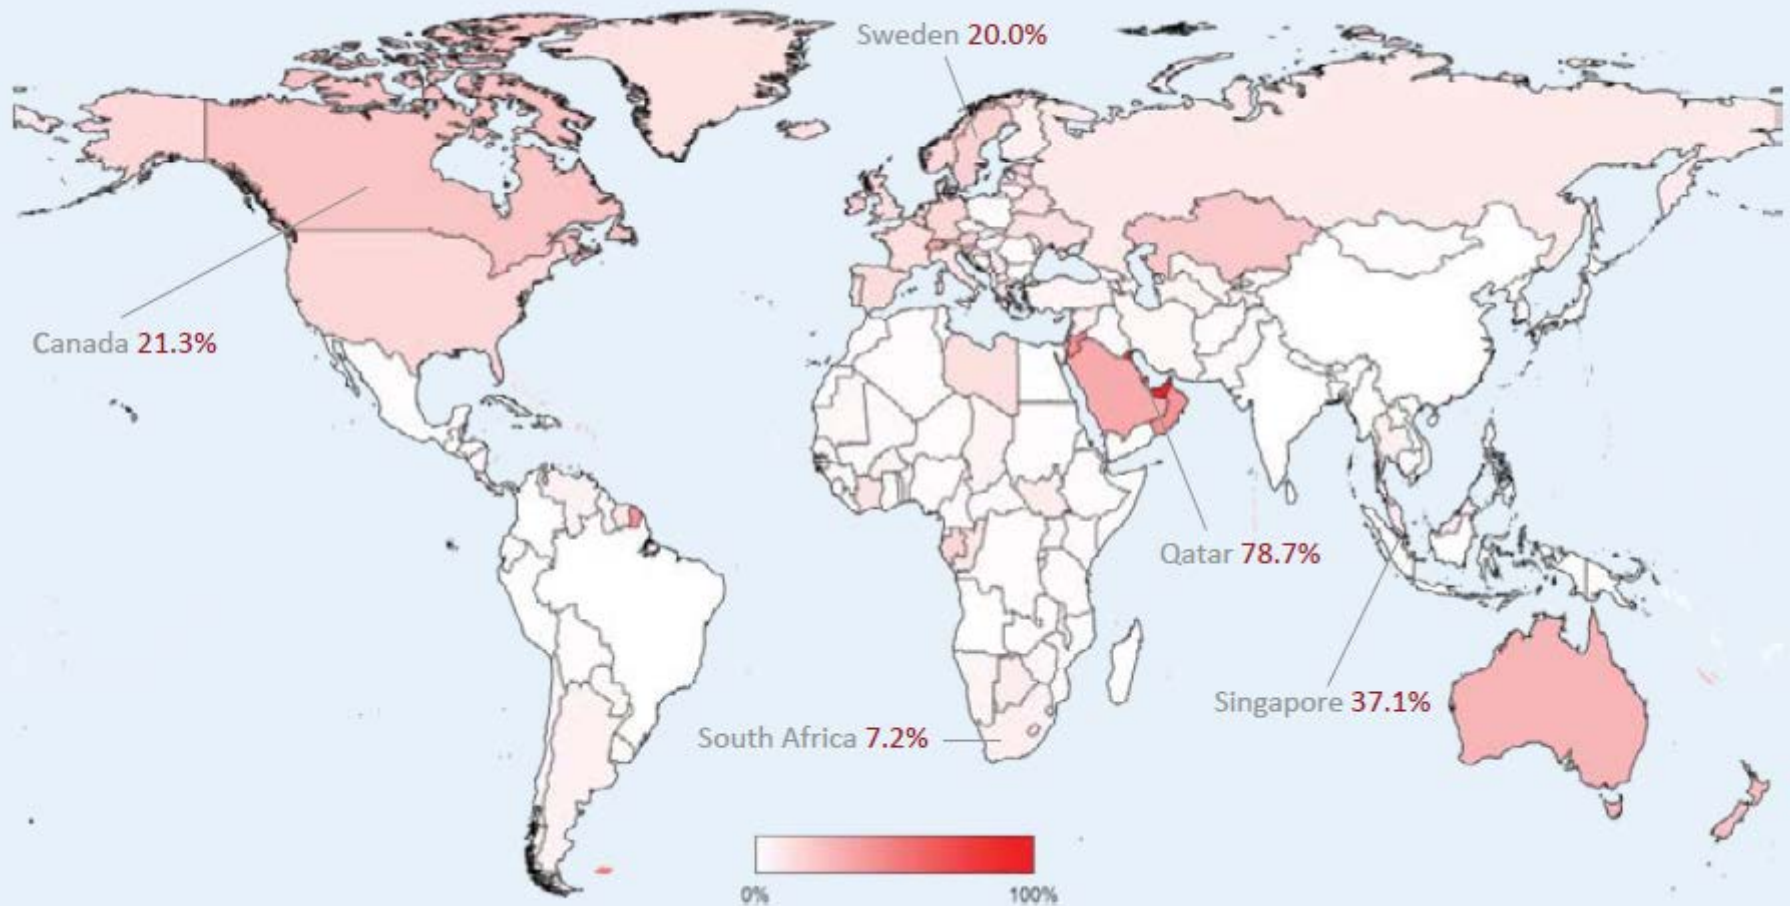 Sweden 20.0%
Canada 21.3%
Qatar 78.7%
Singapore 37.1%
South Africa 7.2%
0% 100%